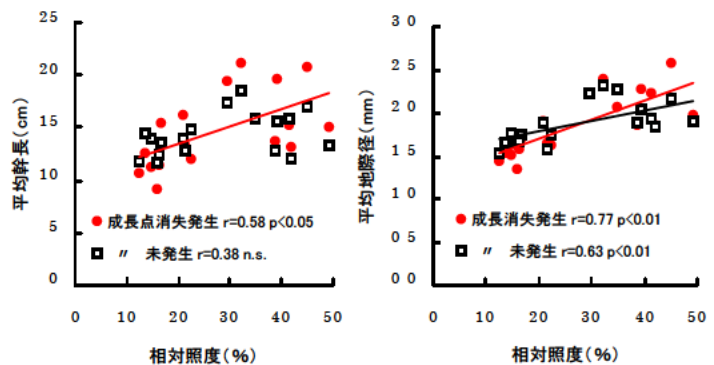 平均幹長(cm)
25
20
15
10
5
0
0 10 20 30 40 50 60
相対照度(%)
成長点消失発生 r=0.58 p<0.05
〃 未発生 r=0.38 n.s.
平均地際径(mm)
3 0
2 5
2 0
1 5
1 0
0 5
0 0
0 10 20 30 40 50
相対照度(%)
成長消失発生 r=0.77 p<0.01
〃 未発生 r=0.63 p<0.01